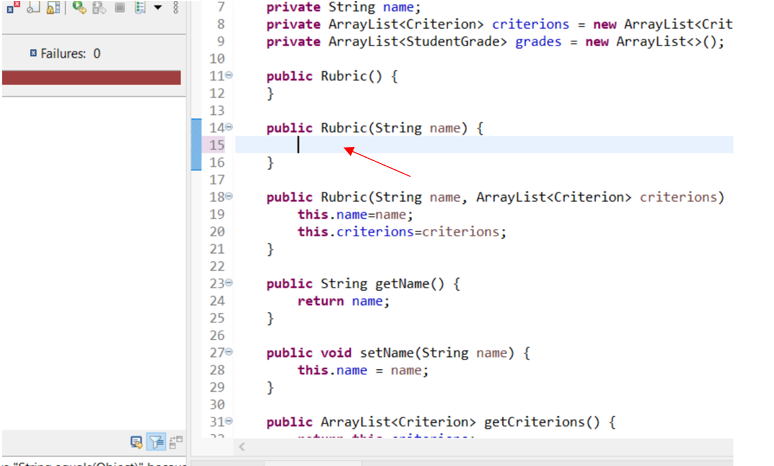 7 private String name;
8 private ArrayList<Criterion> criterions = new ArrayList<Crit
9 private ArrayList<StudentGrade> grades = new ArrayList<>();
Failures: 0
10
11 public Rubric() {
12 }
13
14 public Rubric(String name) {
15
16 }
17
18 public Rubric(String name, ArrayList<Criterion> criterions)
19 this.name=name;
20 this.criterions=criterions;
21 }
22
23 public String getName() {
24 return name;
25 }
26
27 public void setName(String name) {
28 this.name = name;
29 }
30
31 public ArrayList<Criterion> getCriterions() {
32 return this.criterions;
"String.equals(Object)" becaus